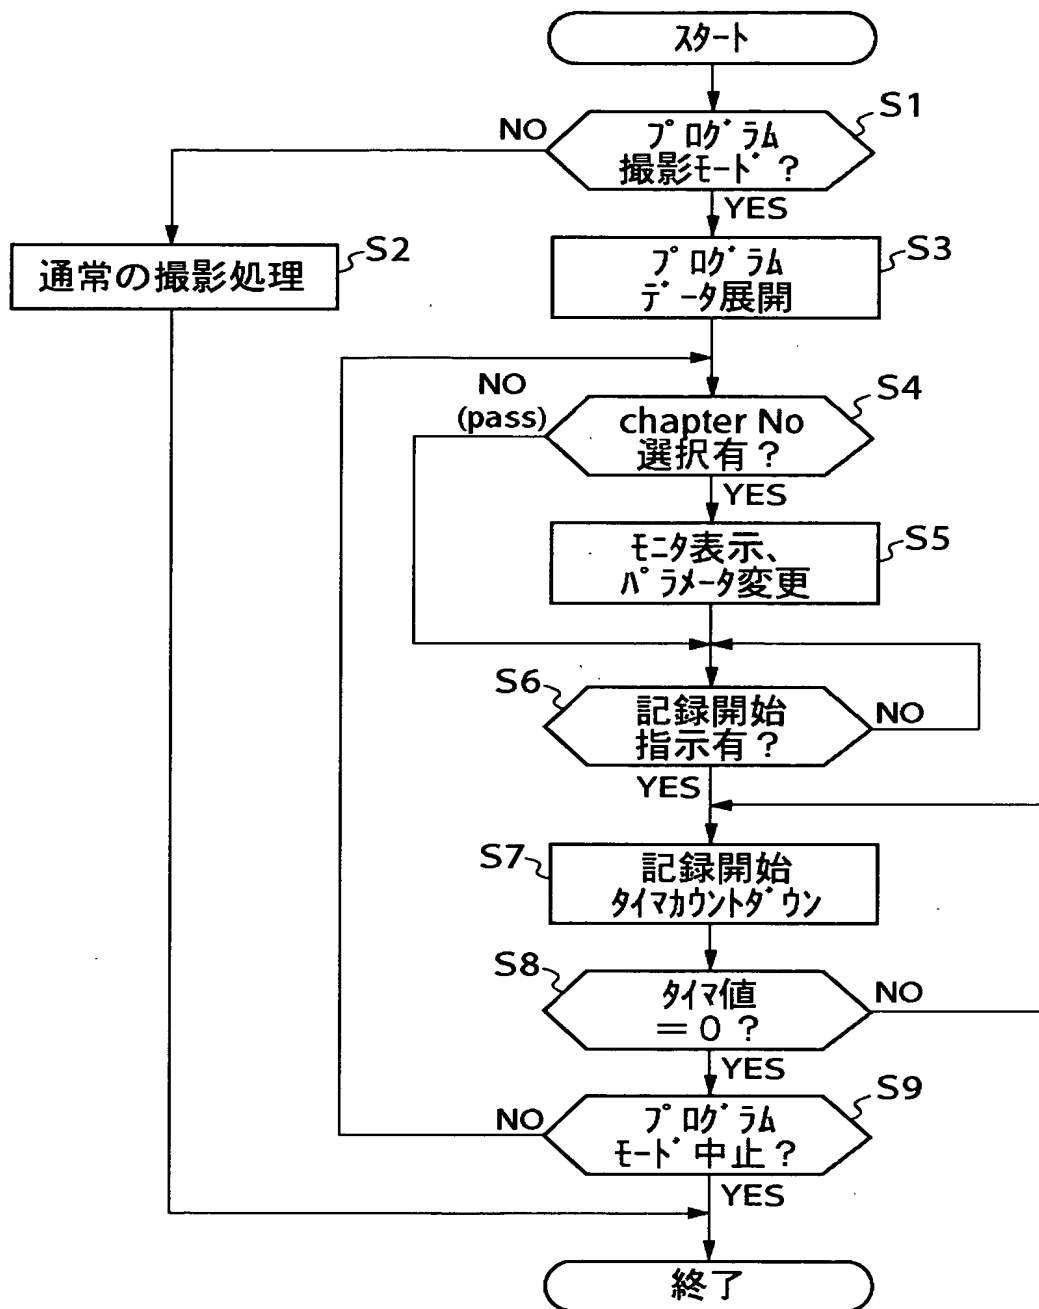 スタート
S1
NO
プログラム
撮影モード?
YES
S2
通常の撮影処理
S3
プログラム
データ展開
NO
(pass)
S4
chapter No
選択有?
YES
S5
モニタ表示、
パラメータ変更
S6
記録開始
指示有?
NO
YES
S7
記録開始
タイマカウントダウン
S8
タイマ値
=0?
NO
YES
S9
NO
プログラム
モード中止?
YES
終了